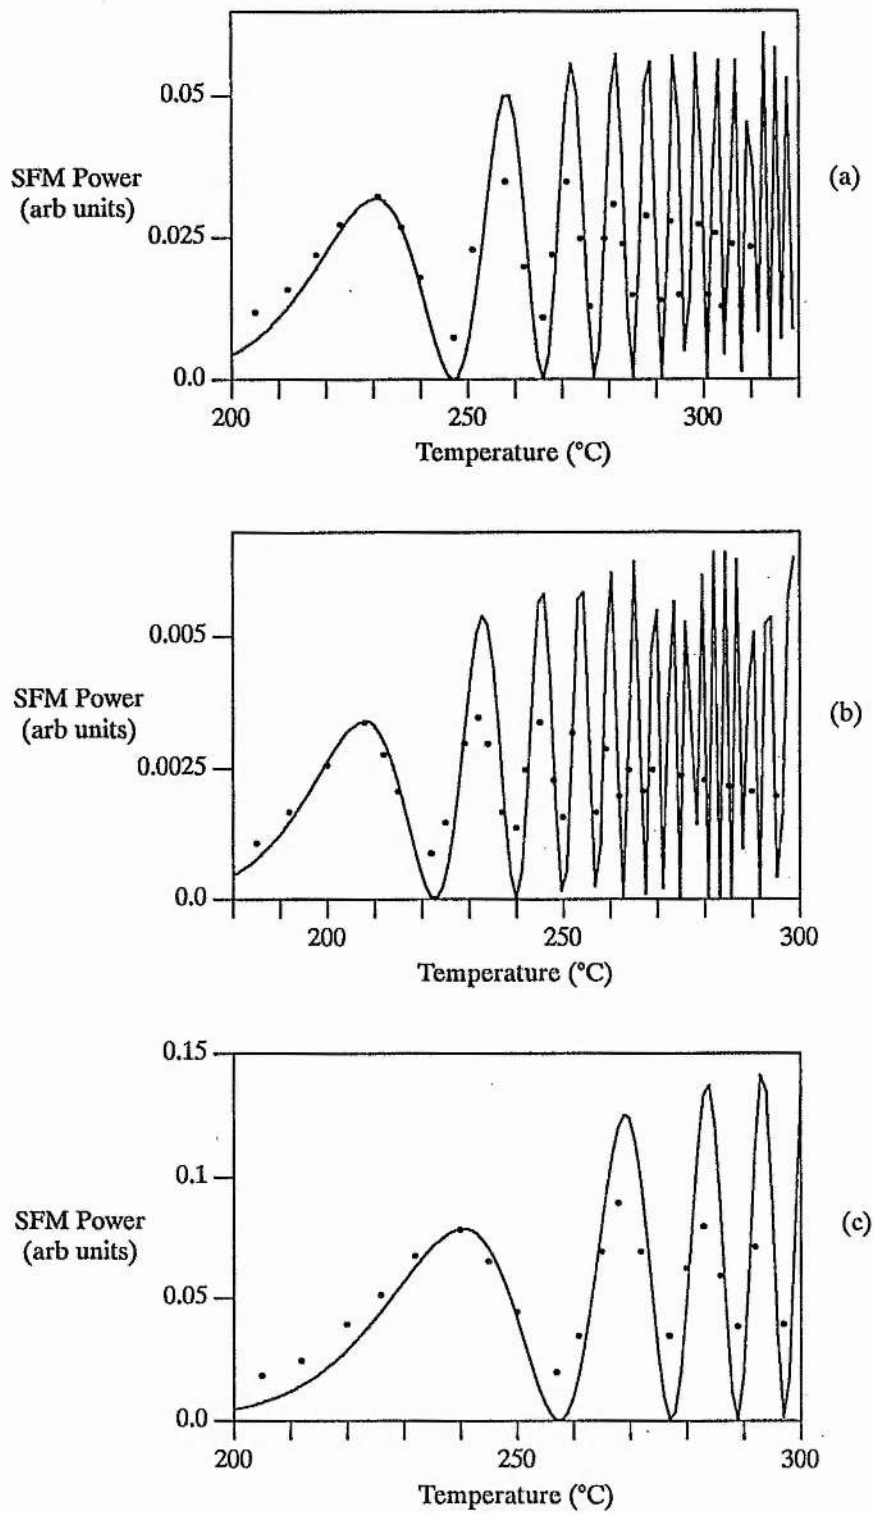 0.05
SFM Power
(arb units)
(a)
0.025
0.0
200
250
300
Temperature (°C)
0.005
SFM Power
(arb units)
(b)
0.0025
0.0
200
250
300
Temperature (°C)
0.15
0.1
SFM Power
(arb units)
(c)
0.05
0.0
200
250
300
Temperature (°C)